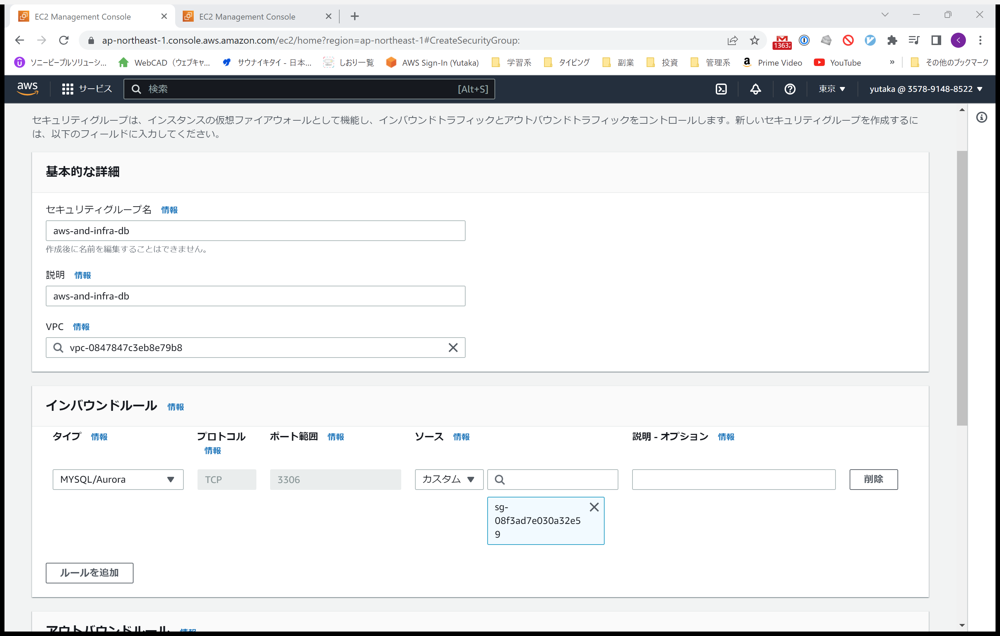 EC2 Management Console
EC2 Management Console
ap-northeast-1.console.aws.amazon.com/ec2/home?region=ap-northeast-1#CreateSecurityGroup:
ソニーピープルソリューシ...
WebCAD（ウェブキャ...
サウナイキタイ - 日本...
しおり一覧
AWS Sign-In (Yutaka)
学習系
タイピング
副業
投資
管理系
Prime Video
YouTube
»
その他のブックマーク
aws
サービス
検索
[Alt+S]
東京
yutaka @ 3578-9148-8522
セキュリティグループは、インスタンスの仮想ファイアウォールとして機能し、インバウンドトラフィックとアウトバウンドトラフィックをコントロールします。新しいセキュリティグループを作成するに
は、以下のフィールドに入力してください。
基本的な詳細
セキュリティグループ名 情報
aws-and-infra-db
作成後に名前を編集することはできません。
説明 情報
aws-and-infra-db
VPC 情報
vpc-0847847c3eb8e79b8
インバウンドルール 情報
タイプ 情報
プロトコル
情報
ポート範囲 情報
ソース 情報
説明 - オプション 情報
MYSQL/Aurora
TCP
3306
カスタム
削除
sg-
08f3ad7e030a32e5
9
ルールを追加
アウトバウンドルール 情報